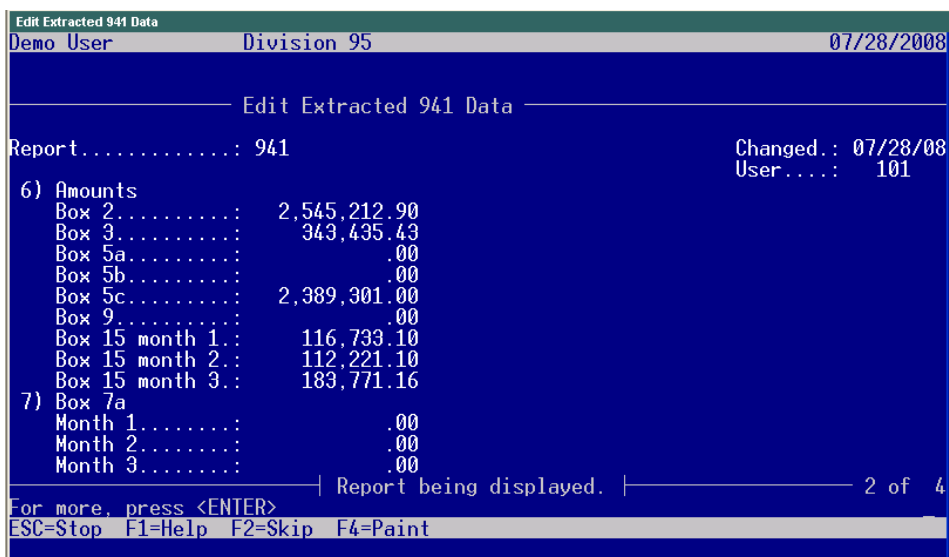 Edit Extracted 941 Data
Demo User Division 95 07/28/2008
Edit Extracted 941 Data
Report.............: 941 Changed.: 07/28/08
User....: 101
6) Amounts
Box 2..........: 2,545,212.90
Box 3..........: 343,435.43
Box 5a.........: .00
Box 5b.........: .00
Box 5c.........: 2,389,301.00
Box 9..........: .00
Box 15 month 1.: 116,733.10
Box 15 month 2.: 112,221.10
Box 15 month 3.: 183,771.16
7) Box 7a
Month 1........: .00
Month 2........: .00
Month 3........: .00
Report being displayed. 2 of 4
For more, press <ENTER>
ESC=Stop F1=Help F2=Skip F4=Paint